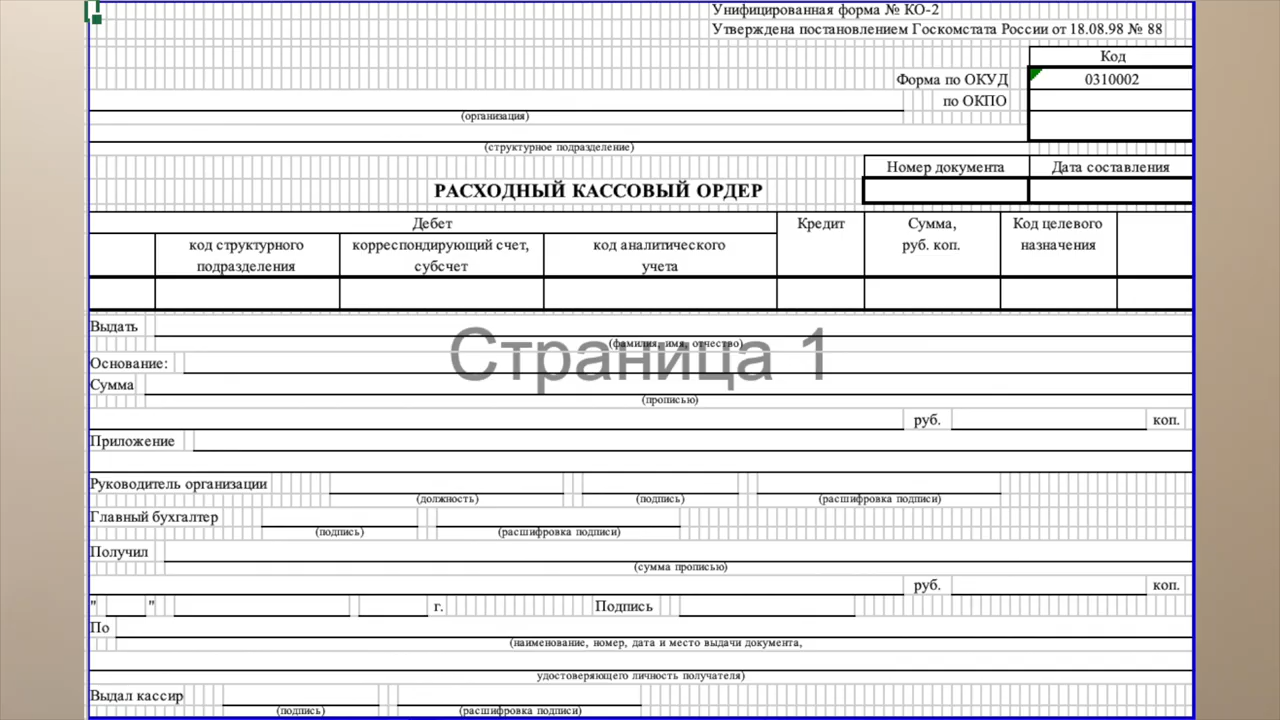 Унифицированная форма № КО-2
Утверждена постановлением Госкомстата России от 18.08.98 № 88
Код
Форма по ОКУД 0310002
по ОКПО
(организация)
(структурное подразделение)
Номер документа Дата составления
РАСХОДНЫЙ КАССОВЫЙ ОРДЕР
Дебет Кредит Сумма, руб. коп. Код целевого назначения
код структурного подразделения корреспондирующий счет, субсчет код аналитического учета
Выдать
(фамилия, имя, отчество)
Страница 1
Основание:
Сумма
(прописью)
руб. коп.
Приложение
Руководитель организации
(должность) (подпись) (расшифровка подписи)
Главный бухгалтер
(подпись) (расшифровка подписи)
Получил
(сумма прописью)
руб. коп.
" " г. Подпись
По
(наименование, номер, дата и место выдачи документа,
удостоверяющего личность получателя)
Выдал кассир
(подпись) (расшифровка подписи)